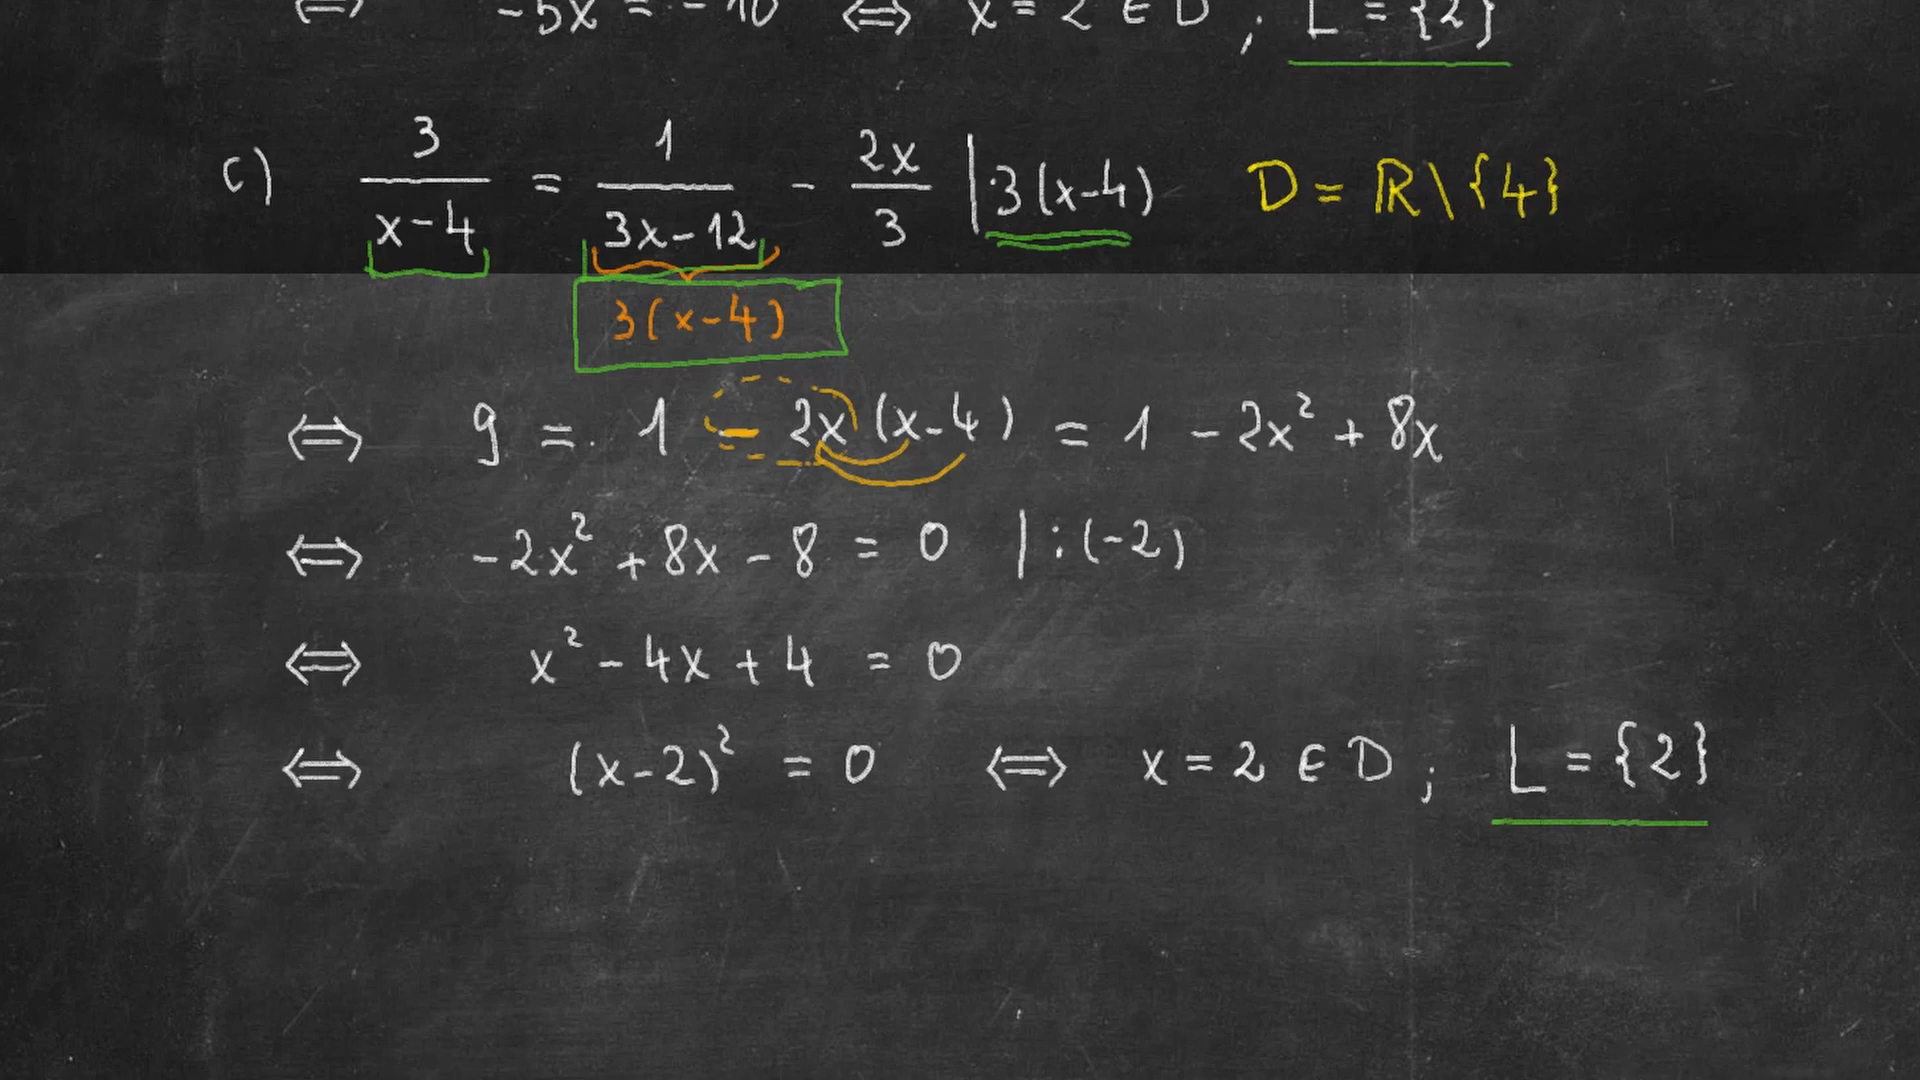 ⇔ -5x = -10 ⇔ x = 2 ∈ D ; L = {2}
c) 3/(x-4) = 1/(3x-12) - 2x/3 | · 3(x-4) D = ℝ \ {4}
3(x-4)
⇔ 9 = 1 - 2x (x-4) = 1 - 2x² + 8x
⇔ -2x² + 8x - 8 = 0 | : (-2)
⇔ x² - 4x + 4 = 0
⇔ (x-2)² = 0 ⇔ x = 2 ∈ D ; L = {2}